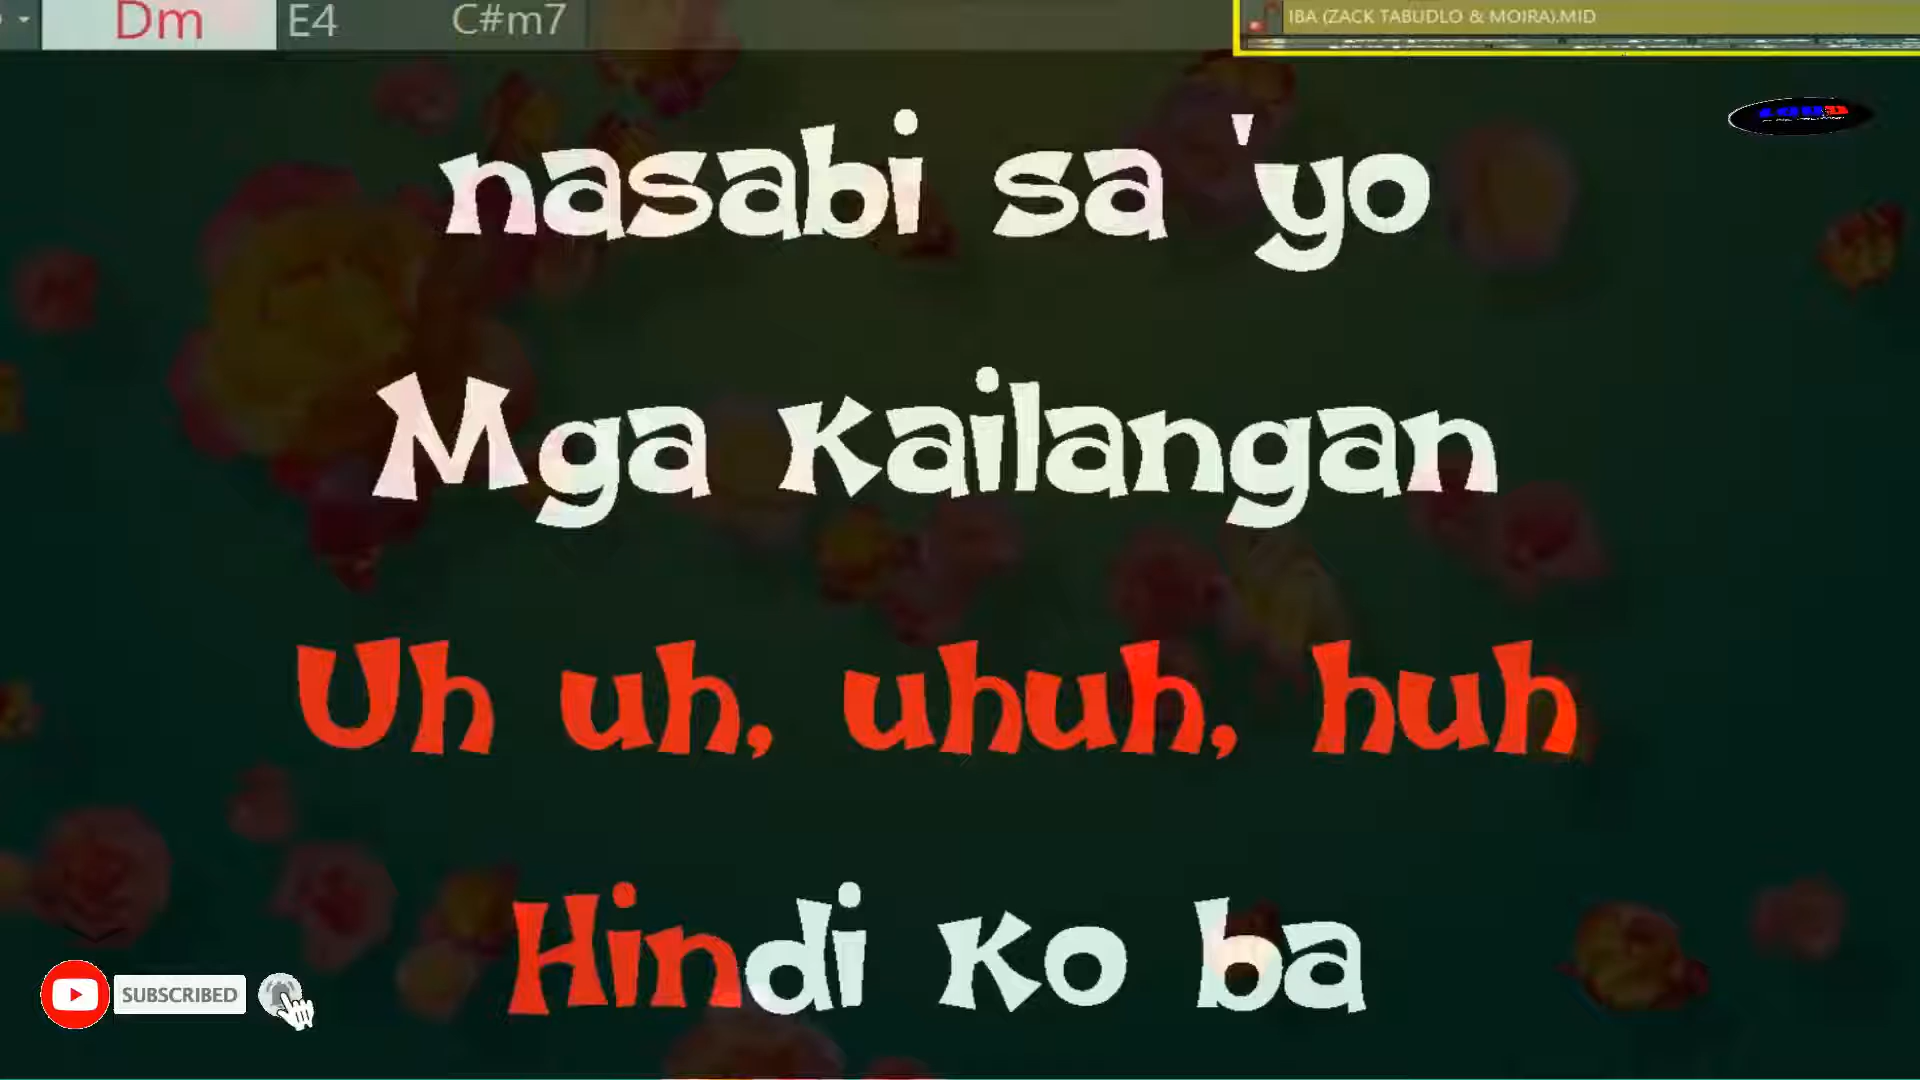 Dm E4 C#m7
IBA (ZACK TABUDLO & MOIRA).MID
nasabi sa 'yo
Mga kailangan
Uh uh, uhuh, huh
Hindi ko ba
SUBSCRIBED